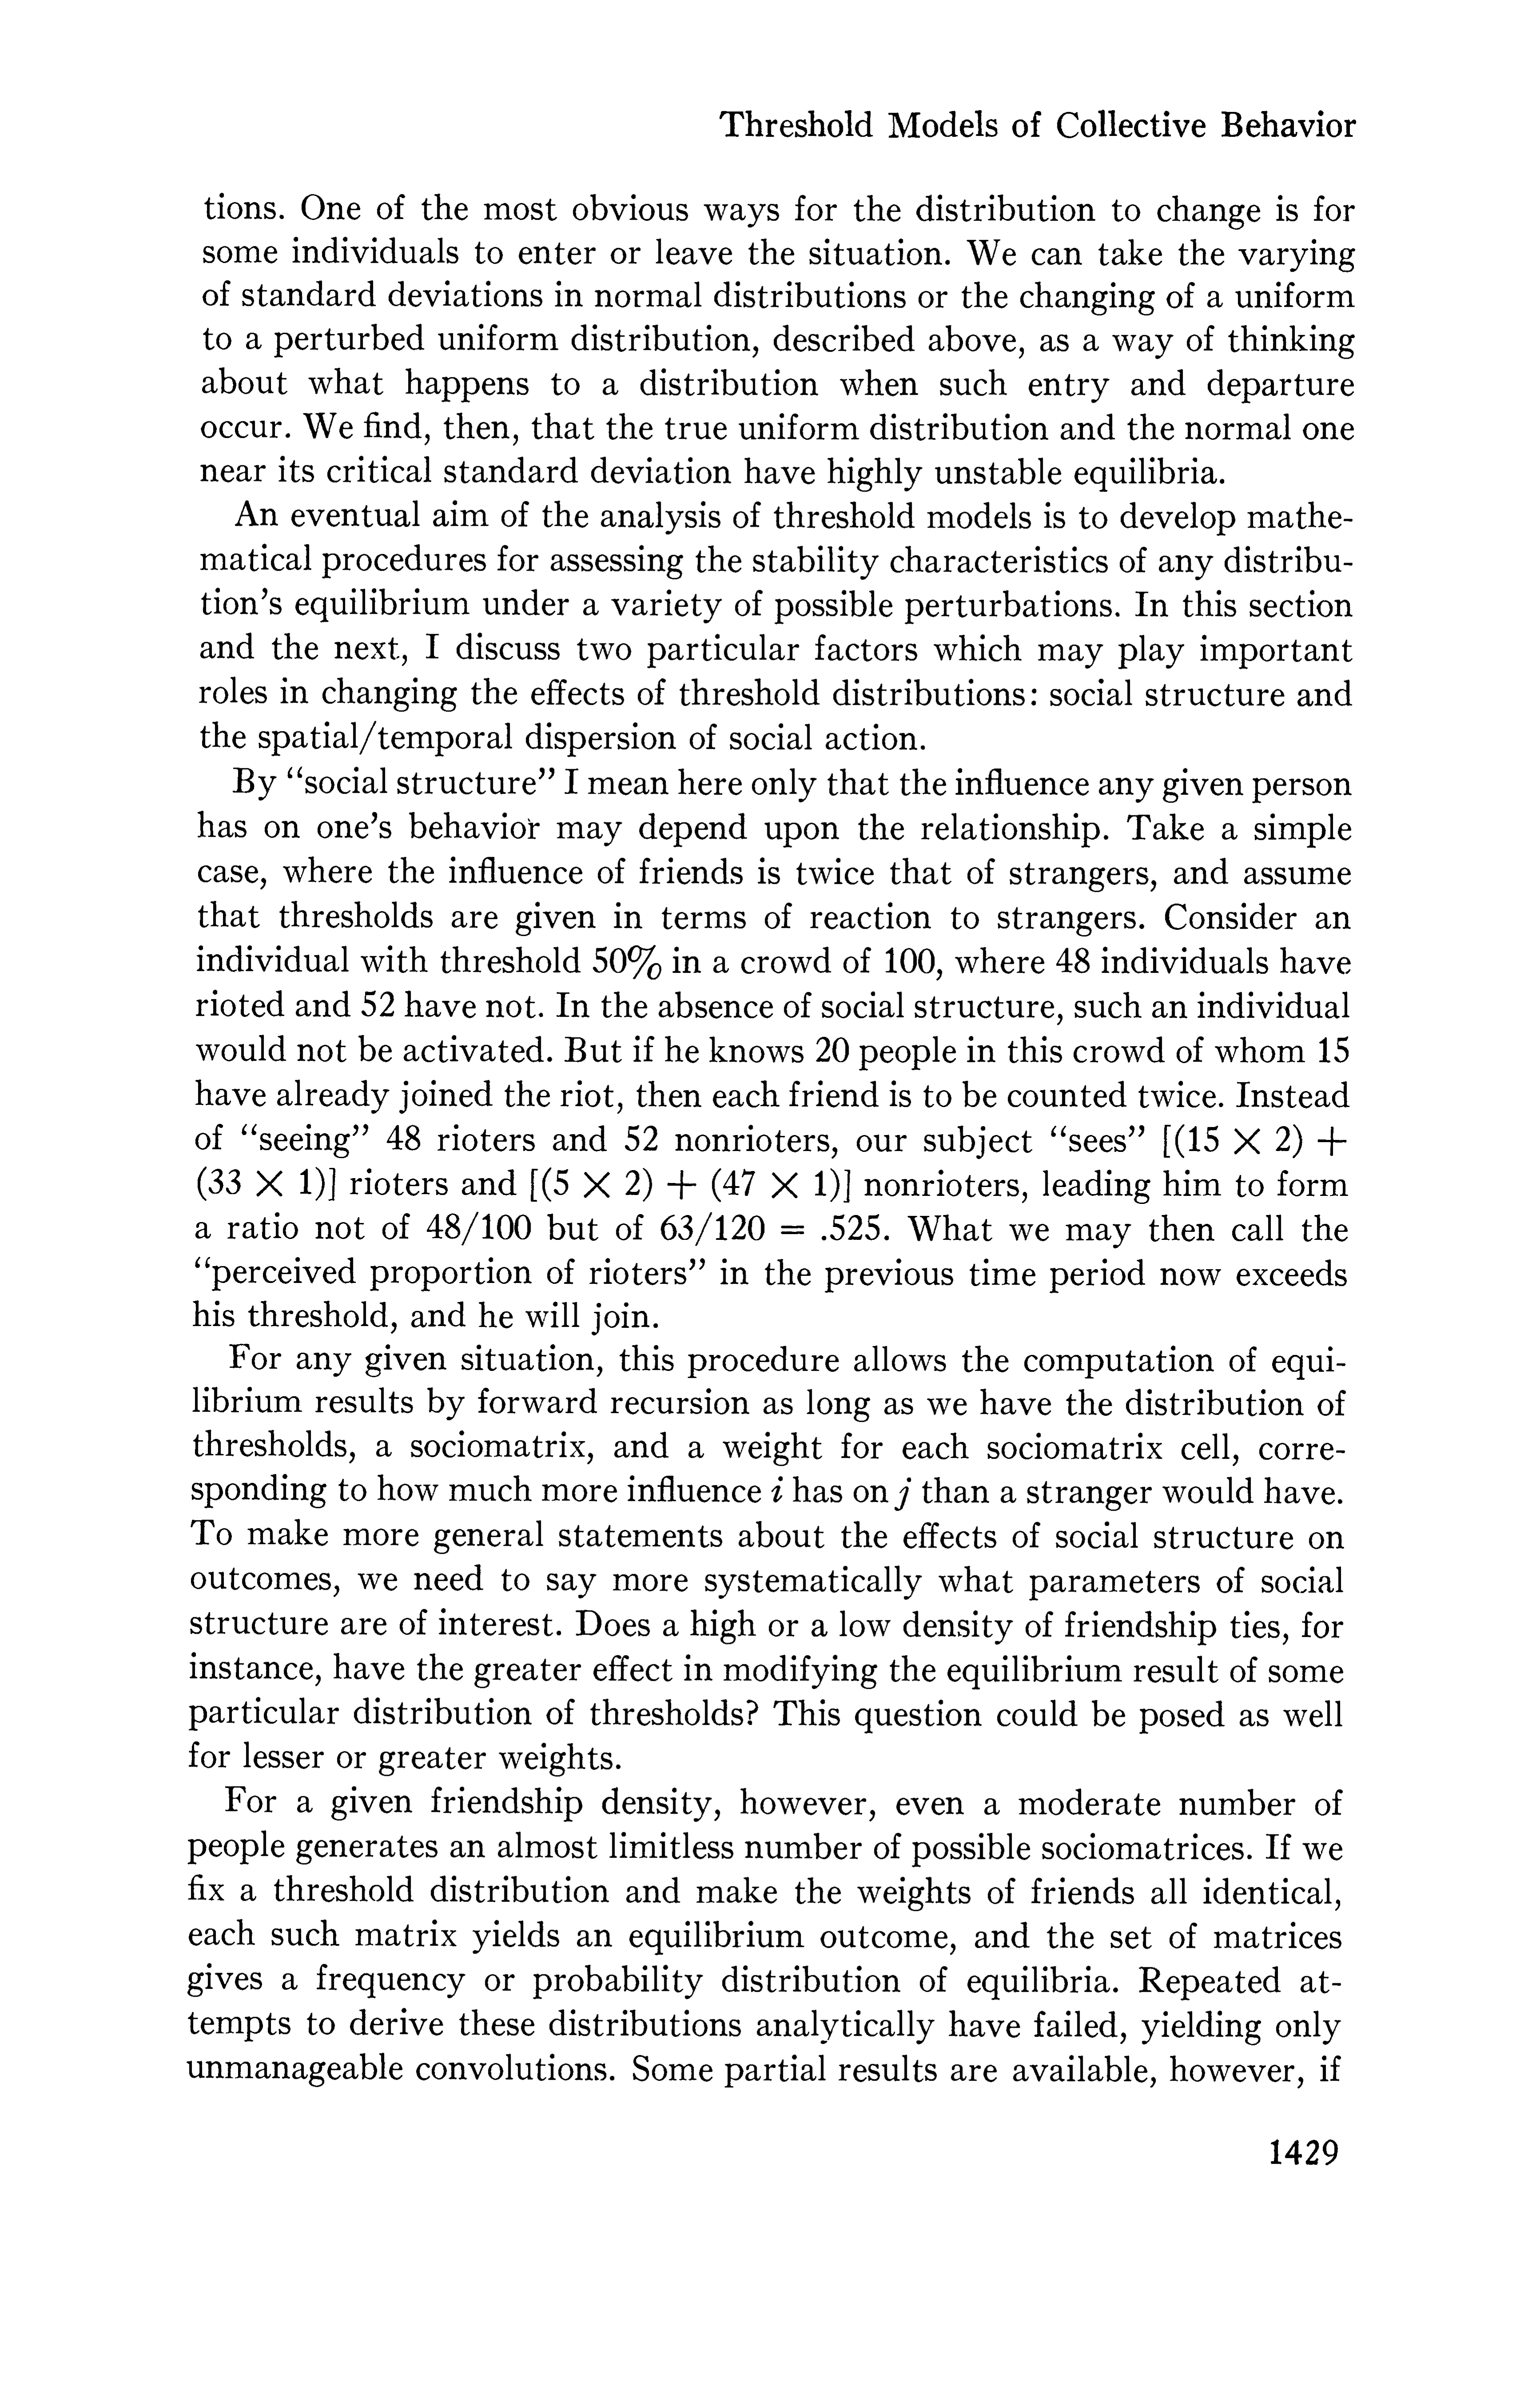 Threshold Models of Collective Behavior
tions. One of the most obvious ways for the distribution to change is for
some individuals to enter or leave the situation. We can take the varying
of standard deviations in normal distributions or the changing of a uniform
to a perturbed uniform distribution, described above, as a way of thinking
about what happens to a distribution when such entry and departure
occur. We find, then, that the true uniform distribution and the normal one
near its critical standard deviation have highly unstable equilibria.
An eventual aim of the analysis of threshold models is to develop mathe-
matical procedures for assessing the stability characteristics of any distribu-
tion's equilibrium under a variety of possible perturbations. In this section
and the next, I discuss two particular factors which may play important
roles in changing the effects of threshold distributions: social structure and
the spatial/temporal dispersion of social action.
By "social structure" I mean here only that the influence any given person
has on one's behavior may depend upon the relationship. Take a simple
case, where the influence of friends is twice that of strangers, and assume
that thresholds are given in terms of reaction to strangers. Consider an
individual with threshold 50% in a crowd of 100, where 48 individuals have
rioted and 52 have not. In the absence of social structure, such an individual
would not be activated. But if he knows 20 people in this crowd of whom 15
have already joined the riot, then each friend is to be counted twice. Instead
of "seeing" 48 rioters and 52 nonrioters, our subject "sees" [(15 X 2) +
(33 X 1)] rioters and [(5 X 2) + (47 X 1)] nonrioters, leading him to form
a ratio not of 48/100 but of 63/120 = .525. What we may then call the
"perceived proportion of rioters" in the previous time period now exceeds
his threshold, and he will join.
For any given situation, this procedure allows the computation of equi-
librium results by forward recursion as long as we have the distribution of
thresholds, a sociomatrix, and a weight for each sociomatrix cell, corre-
sponding to how much more influence i has on j than a stranger would have.
To make more general statements about the effects of social structure on
outcomes, we need to say more systematically what parameters of social
structure are of interest. Does a high or a low density of friendship ties, for
instance, have the greater effect in modifying the equilibrium result of some
particular distribution of thresholds? This question could be posed as well
for lesser or greater weights.
For a given friendship density, however, even a moderate number of
people generates an almost limitless number of possible sociomatrices. If we
fix a threshold distribution and make the weights of friends all identical,
each such matrix yields an equilibrium outcome, and the set of matrices
gives a frequency or probability distribution of equilibria. Repeated at-
tempts to derive these distributions analytically have failed, yielding only
unmanageable convolutions. Some partial results are available, however, if
1429